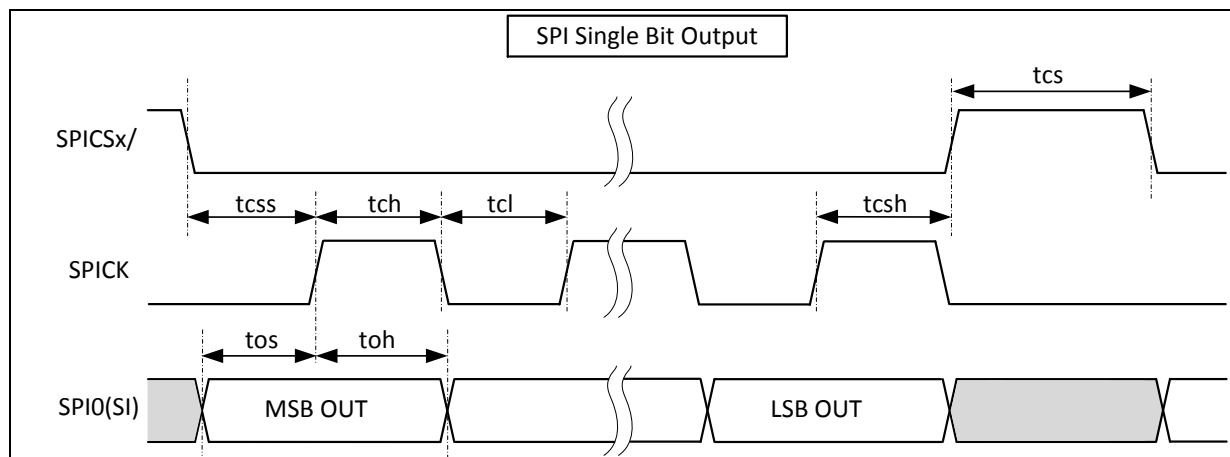 SPI Single Bit Output
tcs
SPICSx/
tcss tch tcl tcsh
SPICK
tos toh
SPI0(SI) MSB OUT LSB OUT